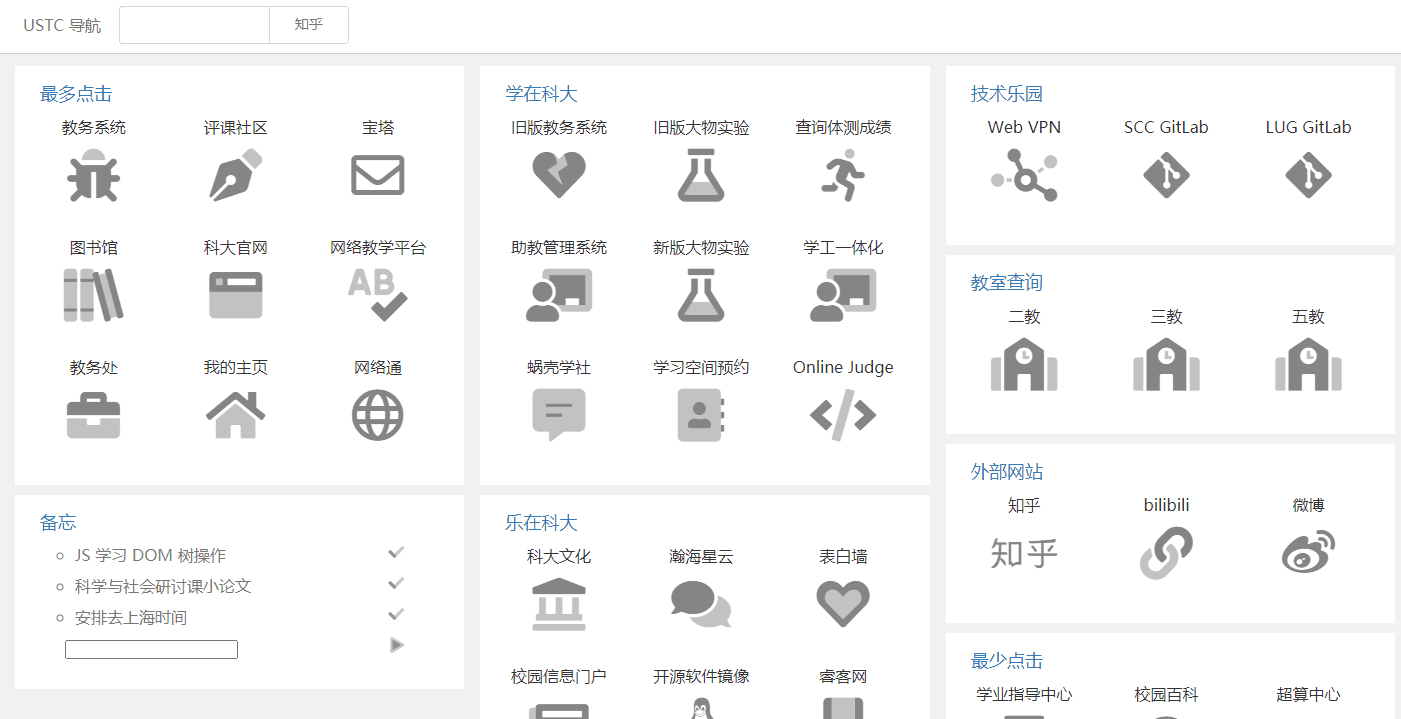 USTC 导航
知乎
最多点击
教务系统
评课社区
宝塔
图书馆
科大官网
网络教学平台
AB
教务处
我的主页
网络通
备忘
JS 学习 DOM 树操作
科学与社会研讨课小论文
安排去上海时间
学在科大
旧版教务系统
旧版大物实验
查询体测成绩
助教管理系统
新版大物实验
学工一体化
蜗壳学社
学习空间预约
Online Judge
乐在科大
科大文化
瀚海星云
表白墙
校园信息门户
开源软件镜像
睿客网
技术乐园
Web VPN
SCC GitLab
LUG GitLab
教室查询
二教
三教
五教
外部网站
知乎
bilibili
微博
知乎
最少点击
学业指导中心
校园百科
超算中心